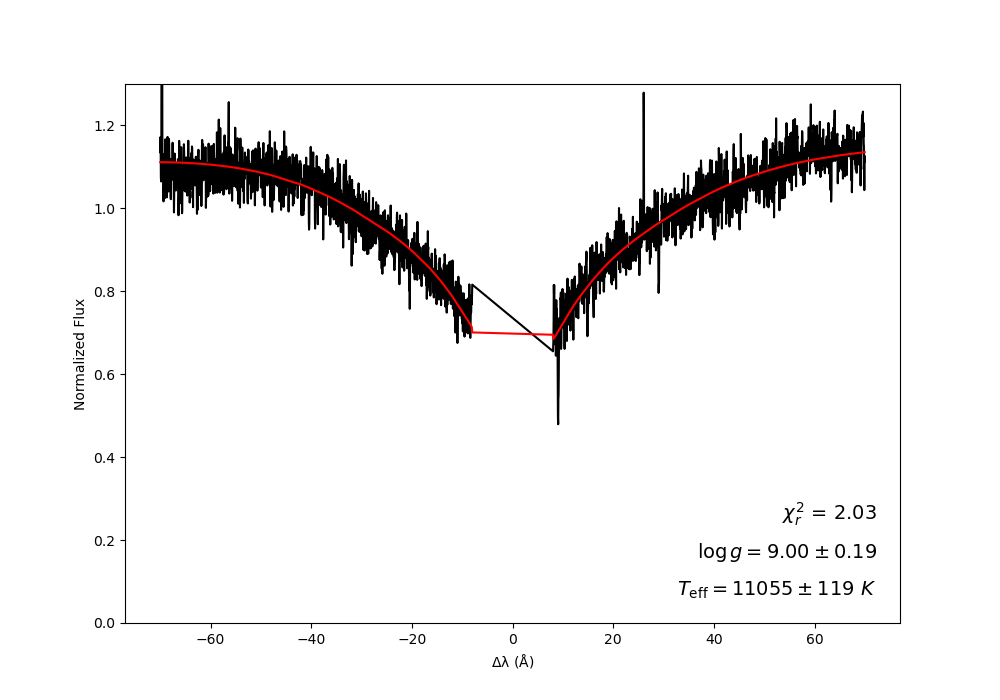 1.2
1.0
0.8
0.6
0.4
0.2
0.0
Normalized Flux
χ²ᵣ = 2.03
log g = 9.00 ± 0.19
T_eff = 11055 ± 119 K
−60 −40 −20 0 20 40 60
Δλ (Å)